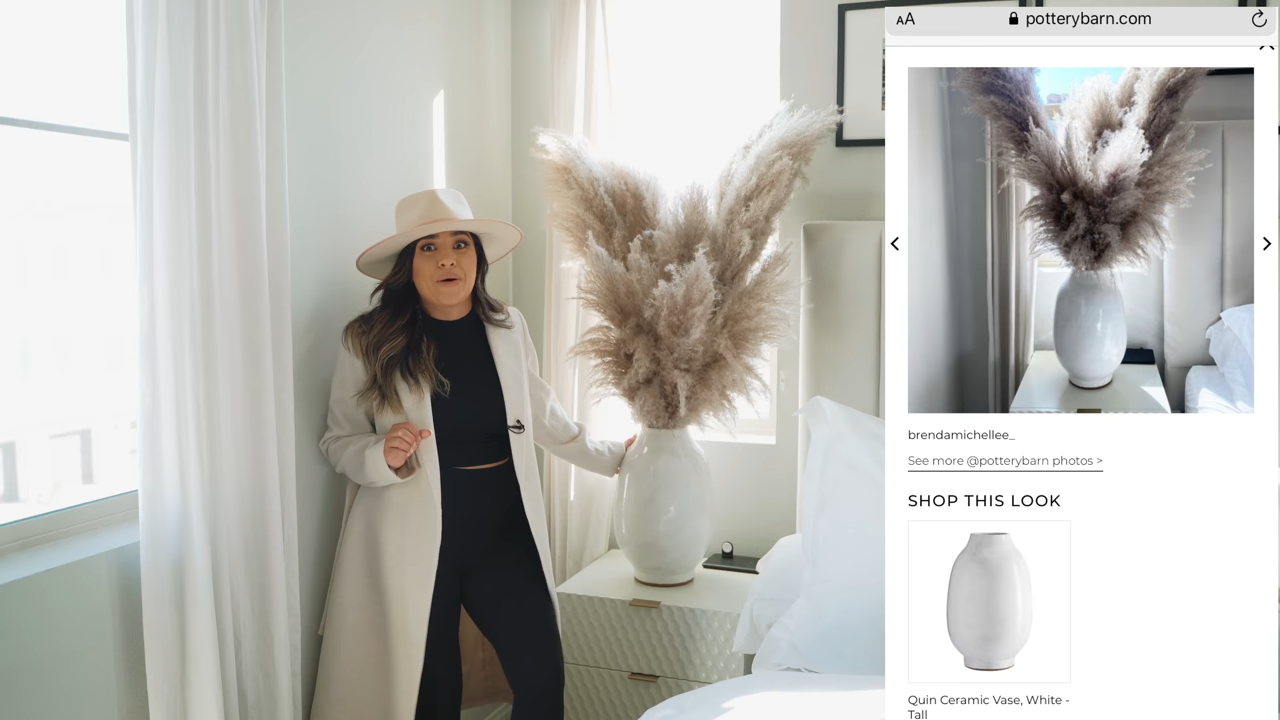 AA potterybarn.com
brendamichellee_
See more @potterybarn photos >
SHOP THIS LOOK
Quin Ceramic Vase, White -
Tall